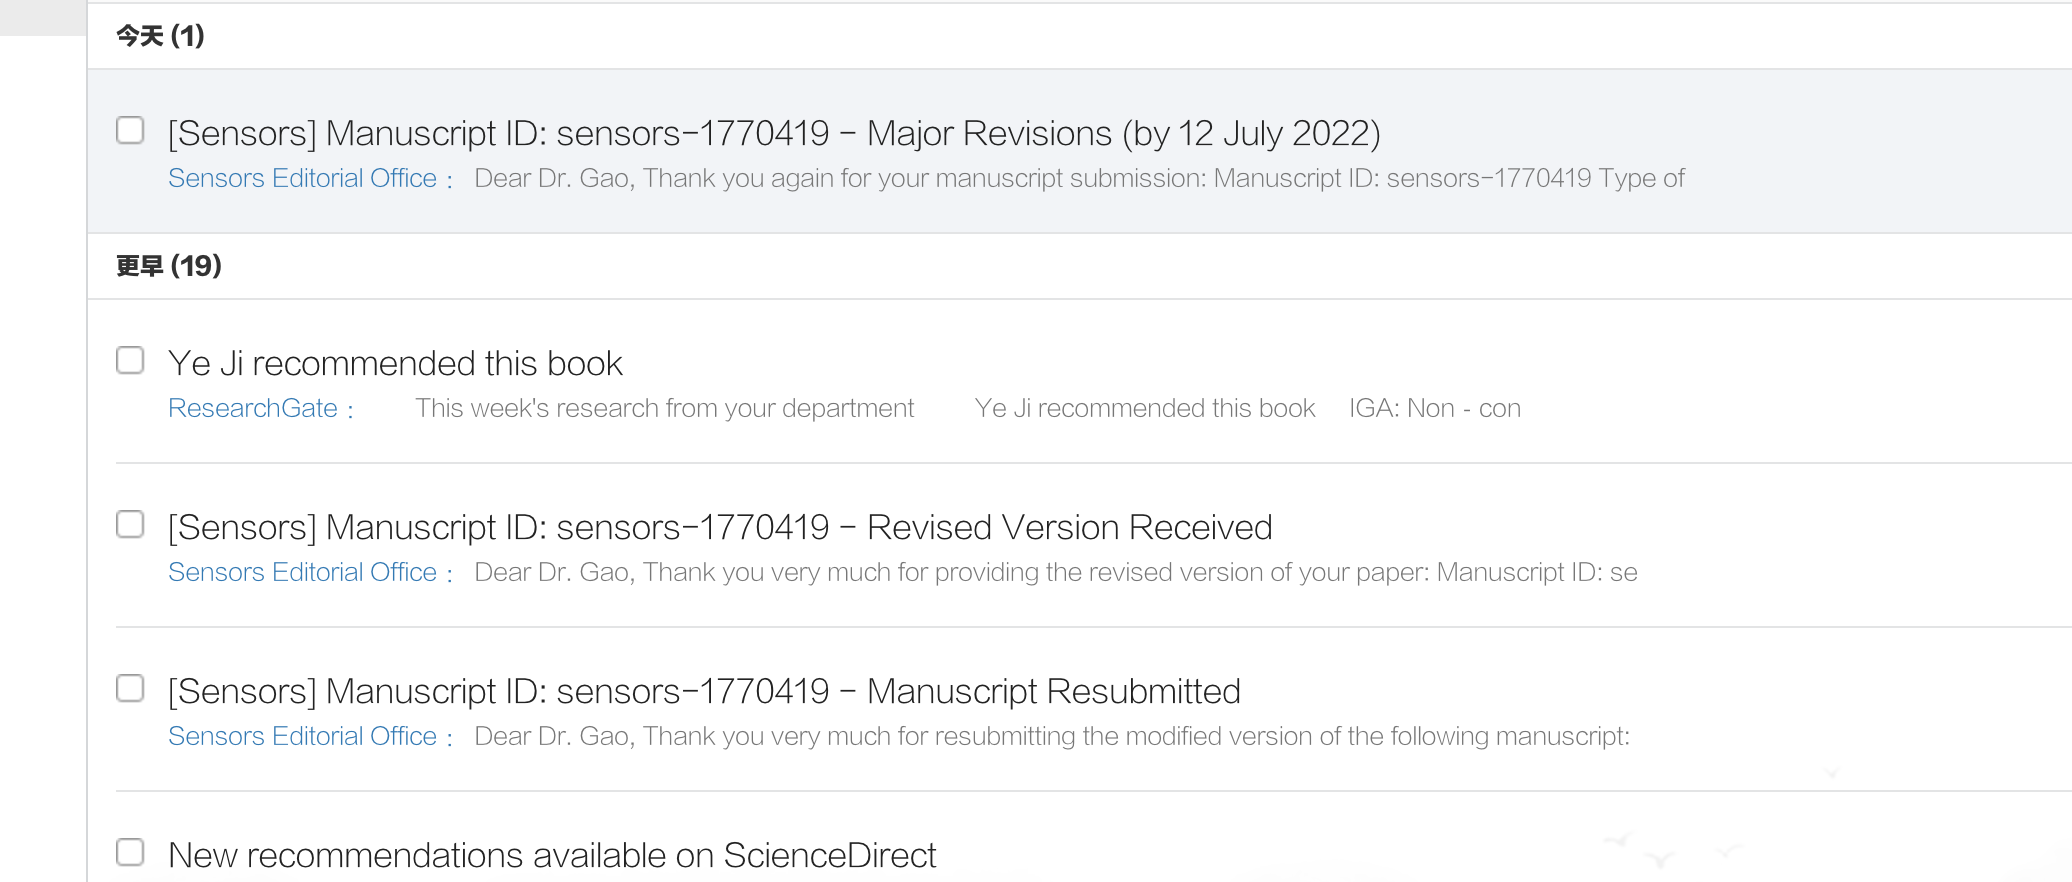 今天 (1)
[Sensors] Manuscript ID: sensors-1770419 - Major Revisions (by 12 July 2022)
Sensors Editorial Office： Dear Dr. Gao, Thank you again for your manuscript submission: Manuscript ID: sensors-1770419 Type of
更早 (19)
Ye Ji recommended this book
ResearchGate： This week's research from your department Ye Ji recommended this book IGA: Non - con
[Sensors] Manuscript ID: sensors-1770419 - Revised Version Received
Sensors Editorial Office： Dear Dr. Gao, Thank you very much for providing the revised version of your paper: Manuscript ID: se
[Sensors] Manuscript ID: sensors-1770419 - Manuscript Resubmitted
Sensors Editorial Office： Dear Dr. Gao, Thank you very much for resubmitting the modified version of the following manuscript:
New recommendations available on ScienceDirect